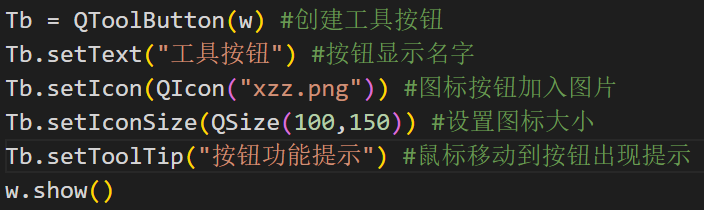 Tb = QToolButton(w) #创建工具按钮
Tb.setText("工具按钮") #按钮显示名字
Tb.setIcon(QIcon("xzz.png")) #图标按钮加入图片
Tb.setIconSize(QSize(100,150)) #设置图标大小
Tb.setToolTip("按钮功能提示") #鼠标移动到按钮出现提示
w.show()